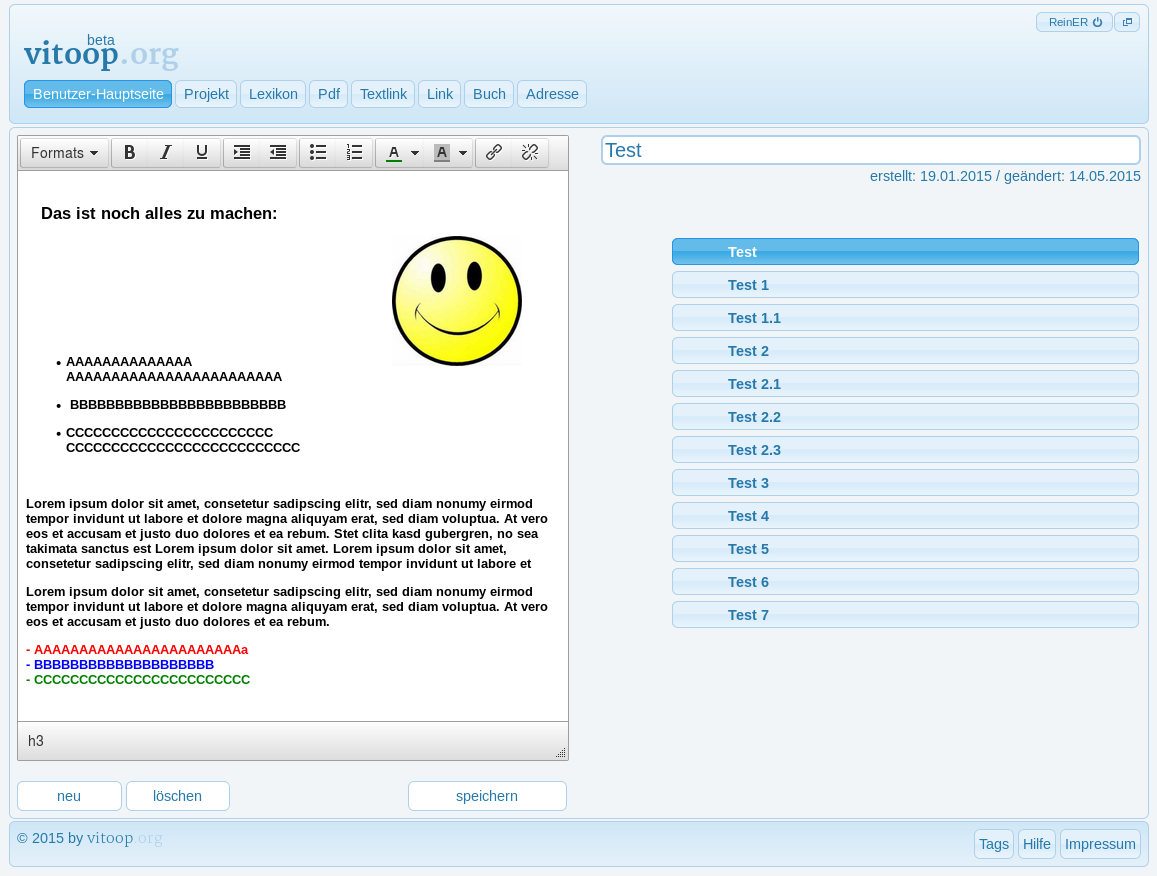 ReinER
beta
vitoop.org
Benutzer-Hauptseite Projekt Lexikon Pdf Textlink Link Buch Adresse
Formats B I U A A
Test
erstellt: 19.01.2015 / geändert: 14.05.2015
Das ist noch alles zu machen:
• AAAAAAAAAAAAAA
AAAAAAAAAAAAAAAAAAAAAAAA
• BBBBBBBBBBBBBBBBBBBBBBBB
• CCCCCCCCCCCCCCCCCCCCCCC
CCCCCCCCCCCCCCCCCCCCCCCCCC
Lorem ipsum dolor sit amet, consetetur sadipscing elitr, sed diam nonumy eirmod
tempor invidunt ut labore et dolore magna aliquyam erat, sed diam voluptua. At vero
eos et accusam et justo duo dolores et ea rebum. Stet clita kasd gubergren, no sea
takimata sanctus est Lorem ipsum dolor sit amet. Lorem ipsum dolor sit amet,
consetetur sadipscing elitr, sed diam nonumy eirmod tempor invidunt ut labore et
Lorem ipsum dolor sit amet, consetetur sadipscing elitr, sed diam nonumy eirmod
tempor invidunt ut labore et dolore magna aliquyam erat, sed diam voluptua. At vero
eos et accusam et justo duo dolores et ea rebum.
- AAAAAAAAAAAAAAAAAAAAAAAa
- BBBBBBBBBBBBBBBBBBBB
- CCCCCCCCCCCCCCCCCCCCCCCC
h3
neu löschen speichern
Test
Test 1
Test 1.1
Test 2
Test 2.1
Test 2.2
Test 2.3
Test 3
Test 4
Test 5
Test 6
Test 7
© 2015 by vitoop.org
Tags Hilfe Impressum